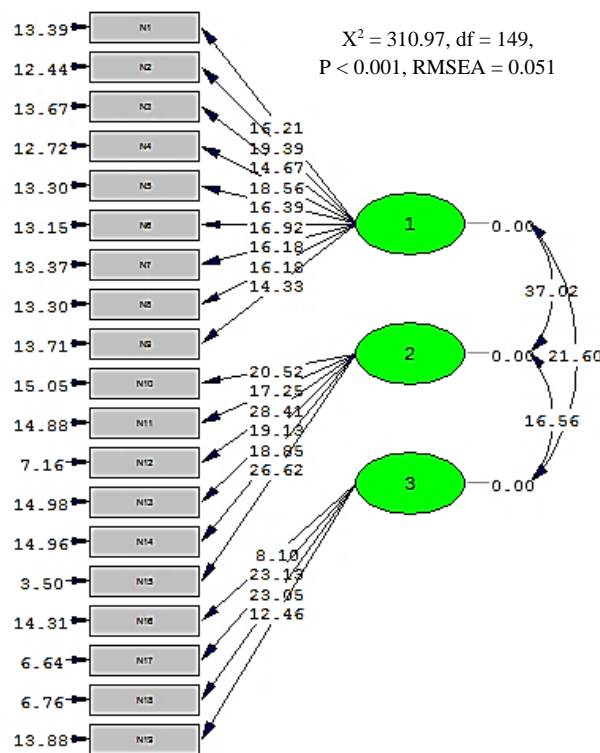 X² = 310.97, df = 149,
P < 0.001, RMSEA = 0.051
13.39 N1
12.44 N2
13.67 N3
12.72 N4
13.30 N5
13.15 N6
13.37 N7
13.30 N8
13.71 N9
15.05 N10
14.88 N11
7.16 N12
14.98 N13
14.96 N14
3.50 N15
14.31 N16
6.64 N17
6.76 N18
13.88 N19
16.21
19.39
14.67
18.56
16.39
16.92
16.18
16.18
14.33
20.52
17.25
28.41
19.13
18.85
26.62
8.10
23.13
23.05
12.46
1 0.00
2 0.00
3 0.00
37.02
21.60
16.56